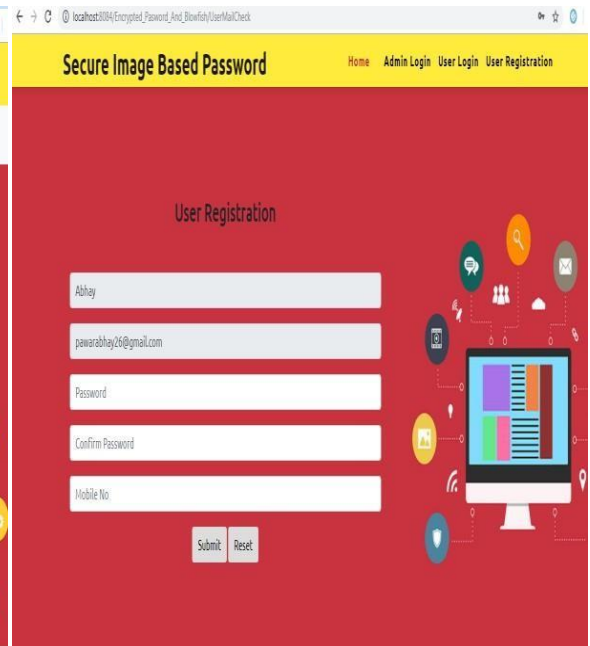 localhost:8084/Encrypted_Pasword_And_Blowfish/UserMailCheck
Secure Image Based Password
Home Admin Login User Login User Registration
User Registration
Abhay
pawarabhay26@gmail.com
Password
Confirm Password
Mobile No
Submit Reset